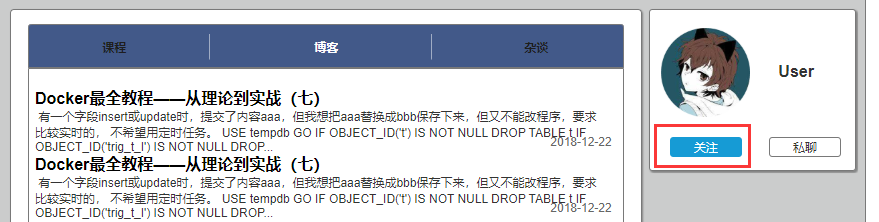 课程 博客 杂谈
User
Docker最全教程——从理论到实战（七）
有一个字段insert或update时，提交了内容aaa，但我想把aaa替换成bbb保存下来，但又不能改程序，要求
比较实时的， 不希望用定时任务。 USE tempdb GO IF OBJECT_ID('t') IS NOT NULL DROP TABLE t IF
OBJECT_ID('trig_t_I') IS NOT NULL DROP...
2018-12-22
关注 私聊
Docker最全教程——从理论到实战（七）
有一个字段insert或update时，提交了内容aaa，但我想把aaa替换成bbb保存下来，但又不能改程序，要求
比较实时的， 不希望用定时任务。 USE tempdb GO IF OBJECT_ID('t') IS NOT NULL DROP TABLE t IF
OBJECT_ID('trig_t_I') IS NOT NULL DROP...
2018-12-22